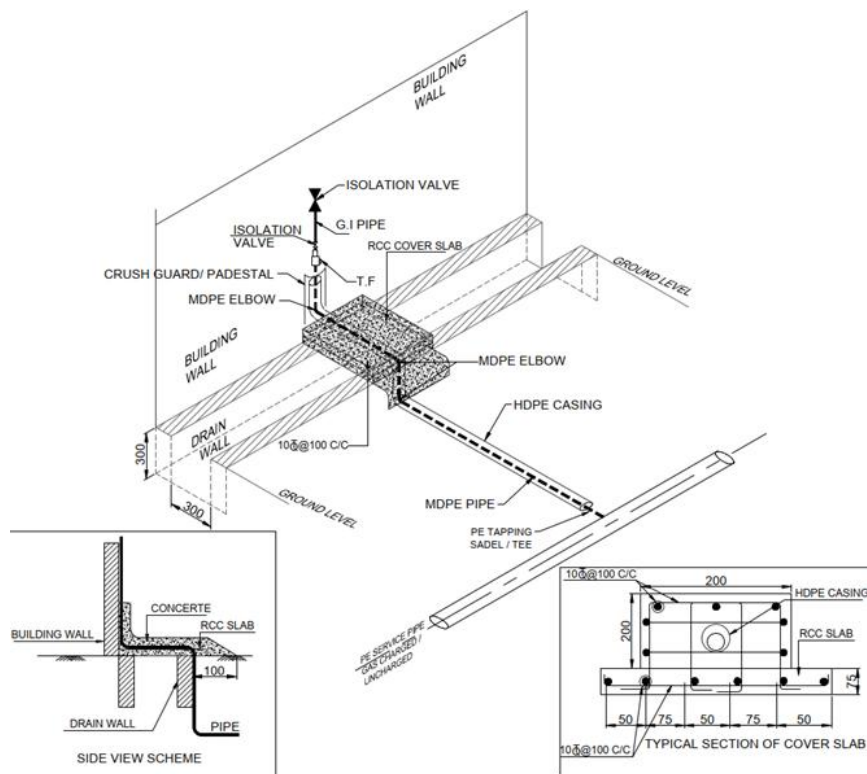 BUILDING
WALL
ISOLATION VALVE
G.I PIPE
ISOLATION
VALVE
RCC COVER SLAB
CRUSH GUARD/ PADESTAL
T.F
MDPE ELBOW
GROUND LEVEL
BUILDING
WALL
MDPE ELBOW
HDPE CASING
DRAIN
WALL
300
10Ꚍ@100 C/C
300
GROUND LEVEL
MDPE PIPE
PE TAPPING
SADEL / TEE
PE SERVICE PIPE
GAS CHARGED /
UNCHARGED
CONCERTE
RCC SLAB
BUILDING WALL
100
DRAIN WALL
PIPE
SIDE VIEW SCHEME
10Ꚍ@100 C/C
200
HDPE CASING
200
RCC SLAB
75
50 75 50 75 50
10Ꚍ@100 C/C
TYPICAL SECTION OF COVER SLAB